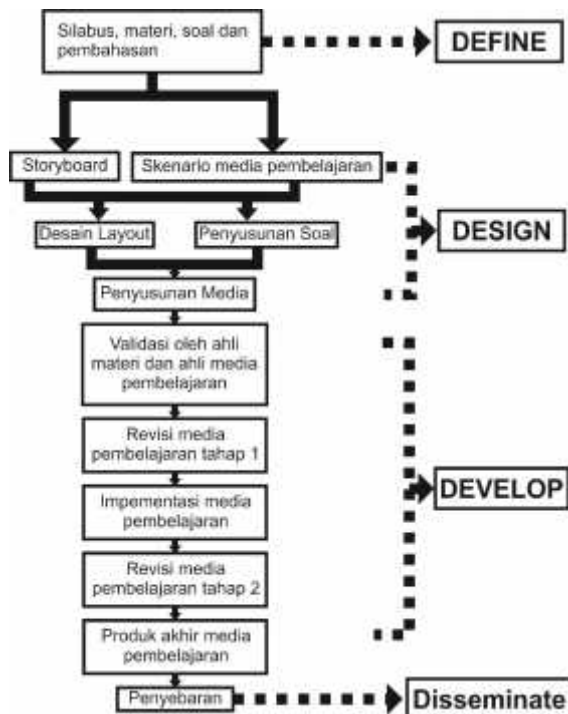 Silabus, materi, soal dan
pembahasan
DEFINE
Storyboard
Skenario media pembelajaran
DESIGN
Desain Layout
Penyusunan Soal
Penyusunan Media
Validasi oleh ahli
materi dan ahli media
pembelajaran
Revisi media
pembelajaran tahap 1
Impementasi media
pembelajaran
DEVELOP
Revisi media
pembelajaran tahap 2
Produk akhir media
pembelajaran
Penyebaran
Disseminate